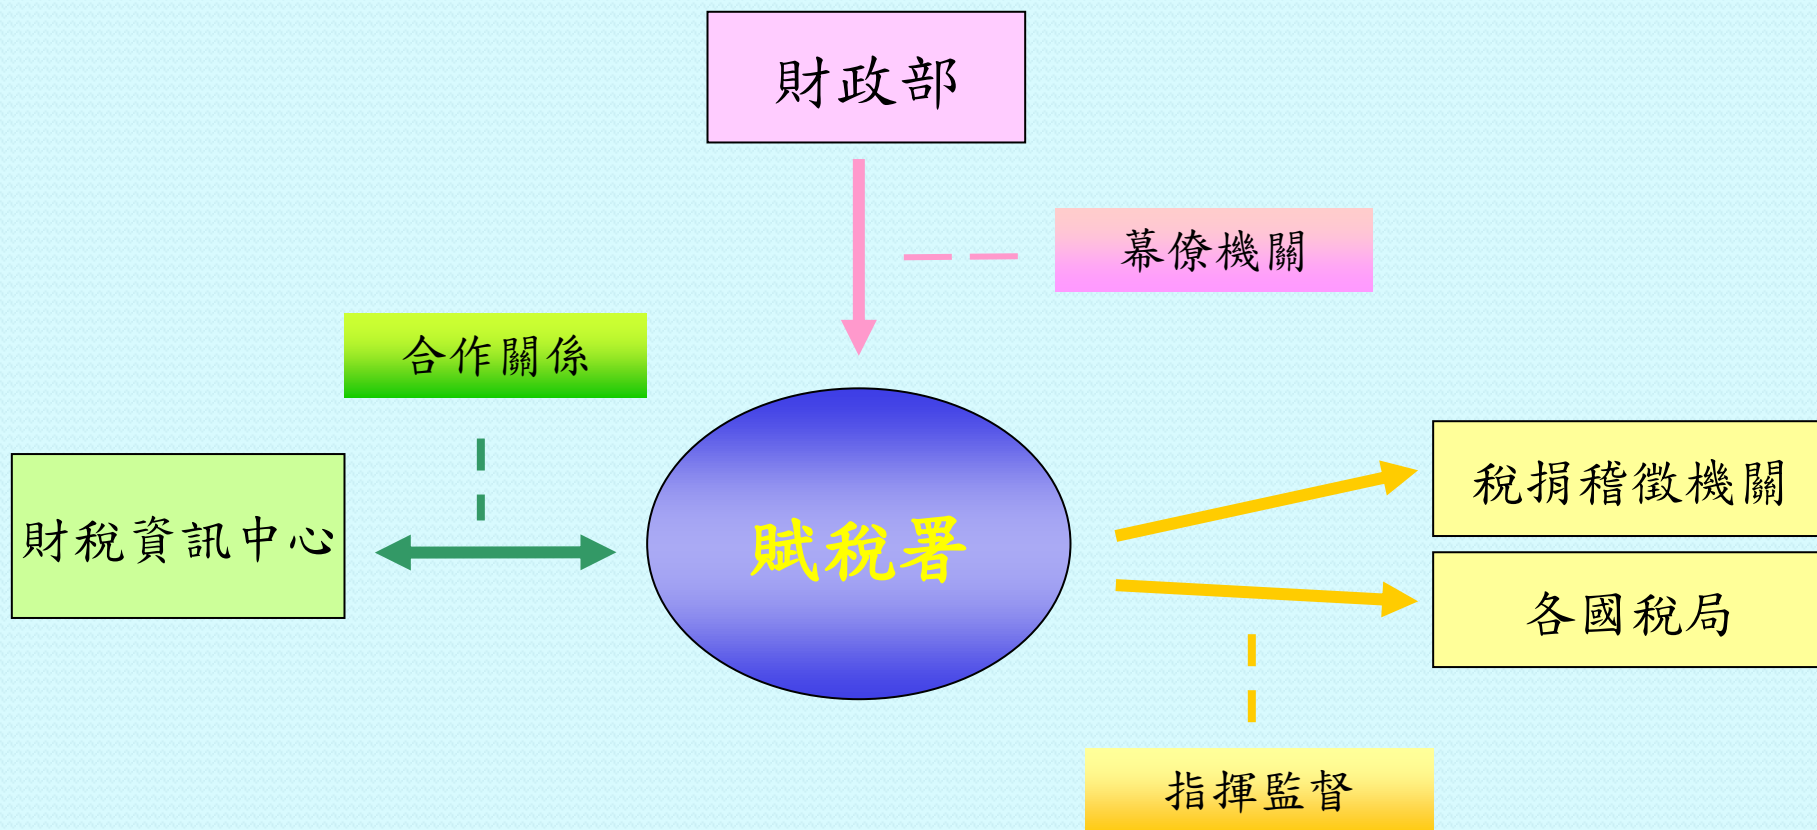 財政部
幕僚機關
合作關係
財稅資訊中心
賦稅署
稅捐稽徵機關
各國稅局
指揮監督